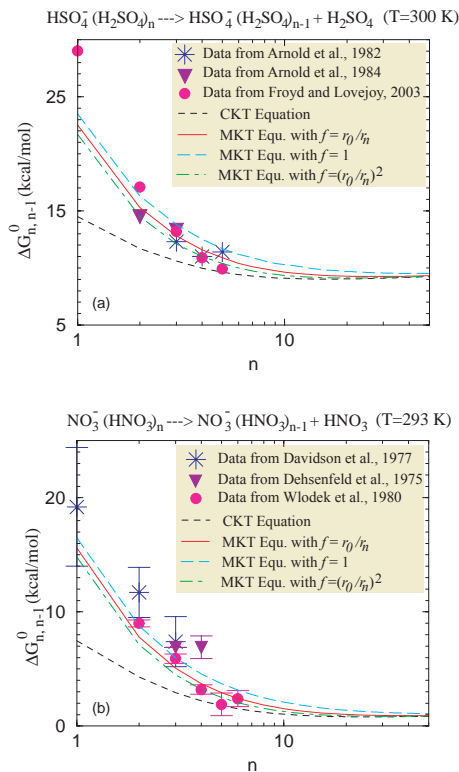 HSO₄⁻(H₂SO₄)ₙ ---> HSO₄⁻(H₂SO₄)ₙ₋₁ + H₂SO₄ (T=300 K)
Data from Arnold et al., 1982
Data from Arnold et al., 1984
Data from Froyd and Lovejoy, 2003
CKT Equation
MKT Equ. with f = r₀/rₙ
MKT Equ. with f = 1
MKT Equ. with f=(r₀/rₙ)²
25
15
5
ΔG⁰ₙ,ₙ₋₁ (kcal/mol)
(a)
1
10
n
NO₃⁻(HNO₃)ₙ ---> NO₃⁻(HNO₃)ₙ₋₁ + HNO₃ (T=293 K)
Data from Davidson et al., 1977
Data from Dehsenfeld et al., 1975
Data from Wlodek et al., 1980
CKT Equation
MKT Equ. with f = r₀/rₙ
MKT Equ. with f = 1
MKT Equ. with f=(r₀/rₙ)²
20
10
0
ΔG⁰ₙ,ₙ₋₁ (kcal/mol)
(b)
1
10
n